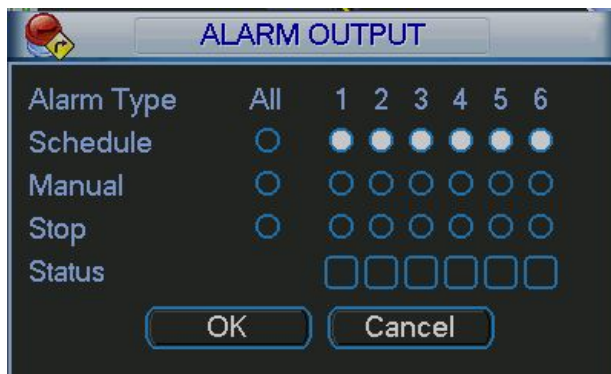 ALARM OUTPUT
Alarm Type All 1 2 3 4 5 6
Schedule
Manual
Stop
Status
OK Cancel